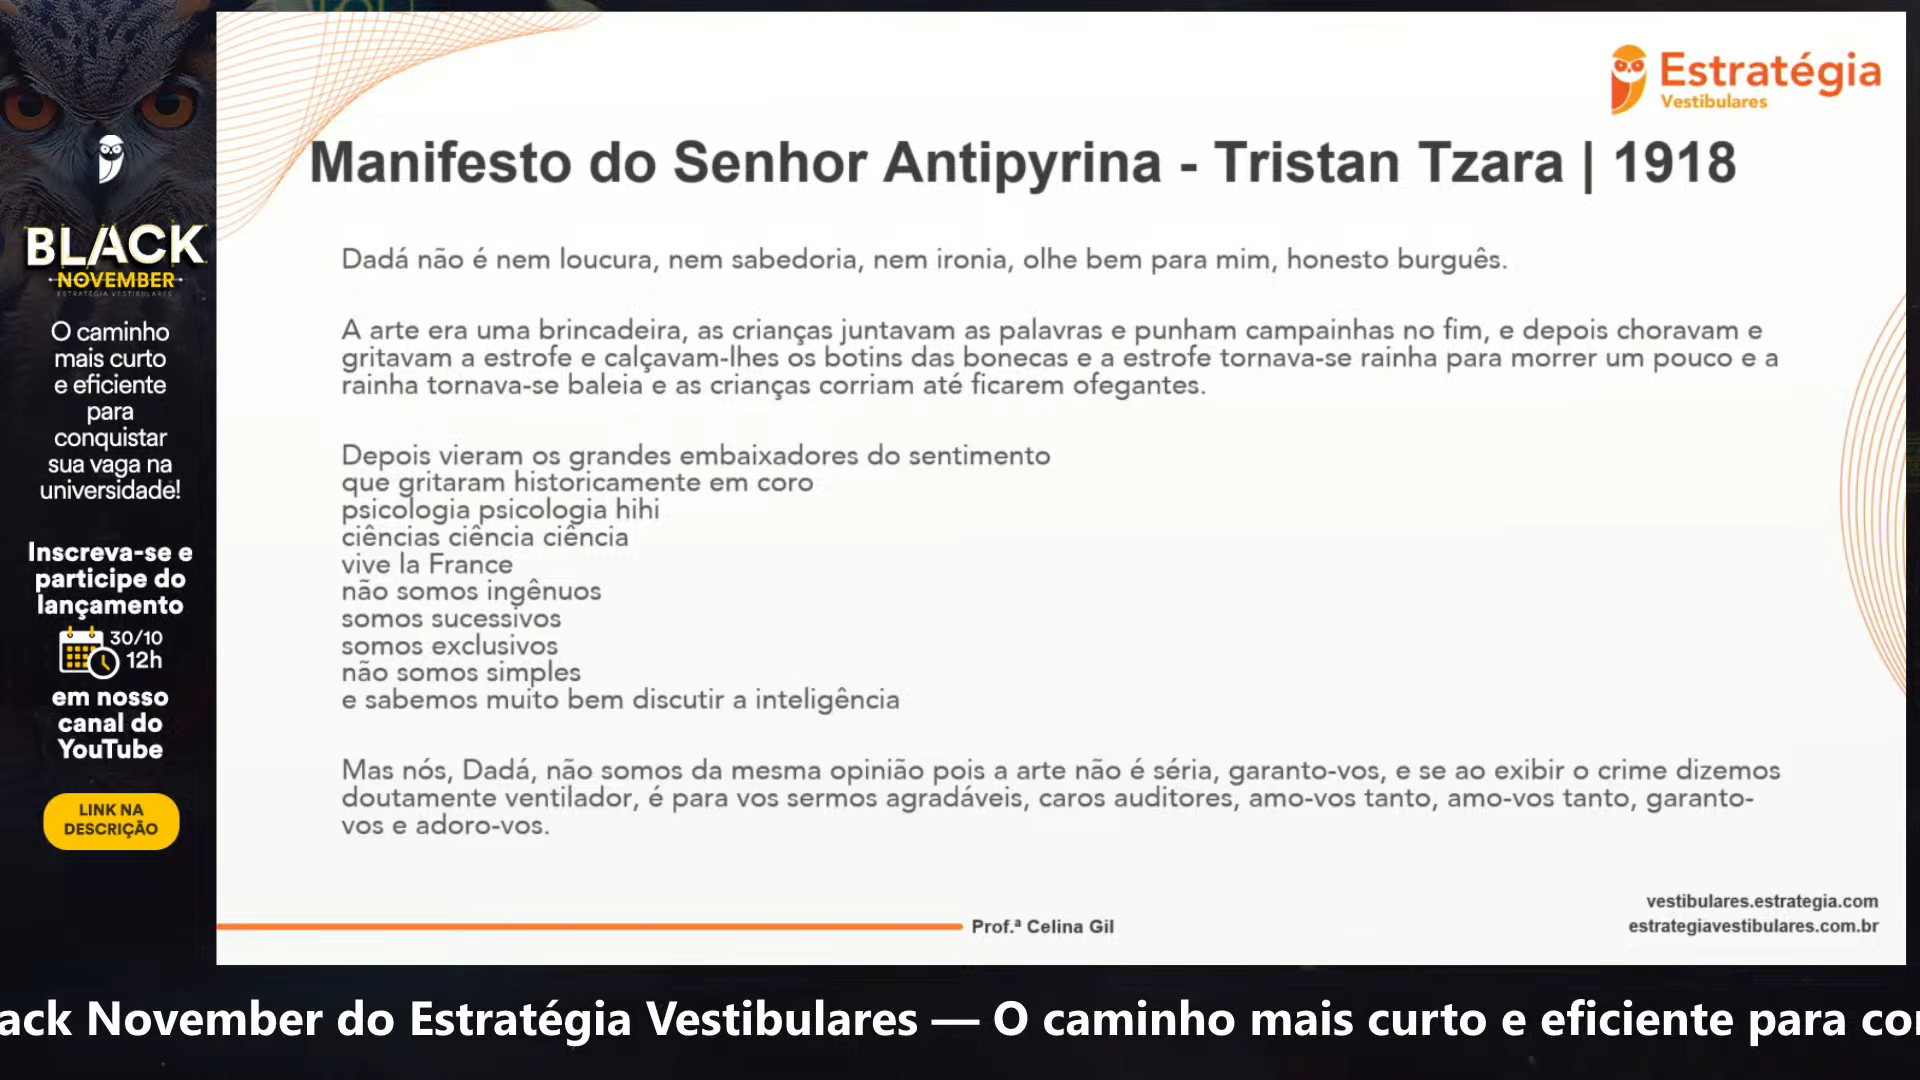 BLACK
NOVEMBER
ESTRATÉGIA VESTIBULARES
O caminho
mais curto
e eficiente
para
conquistar
sua vaga na
universidade!
Inscreva-se e
participe do
lançamento
30/10
12h
em nosso
canal do
YouTube
LINK NA
DESCRIÇÃO
Estratégia
Vestibulares
Manifesto do Senhor Antipyrina - Tristan Tzara | 1918
Dadá não é nem loucura, nem sabedoria, nem ironia, olhe bem para mim, honesto burguês.
A arte era uma brincadeira, as crianças juntavam as palavras e punham campainhas no fim, e depois choravam e
gritavam a estrofe e calçavam-lhes os botins das bonecas e a estrofe tornava-se rainha para morrer um pouco e a
rainha tornava-se baleia e as crianças corriam até ficarem ofegantes.
Depois vieram os grandes embaixadores do sentimento
que gritaram historicamente em coro
psicologia psicologia hihi
ciências ciência ciência
vive la France
não somos ingênuos
somos sucessivos
somos exclusivos
não somos simples
e sabemos muito bem discutir a inteligência
Mas nós, Dadá, não somos da mesma opinião pois a arte não é séria, garanto-vos, e se ao exibir o crime dizemos
doutamente ventilador, é para vos sermos agradáveis, caros auditores, amo-vos tanto, amo-vos tanto, garanto-
vos e adoro-vos.
Prof.ª Celina Gil
vestibulares.estrategia.com
estrategiavestibulares.com.br
ack November do Estratégia Vestibulares — O caminho mais curto e eficiente para co